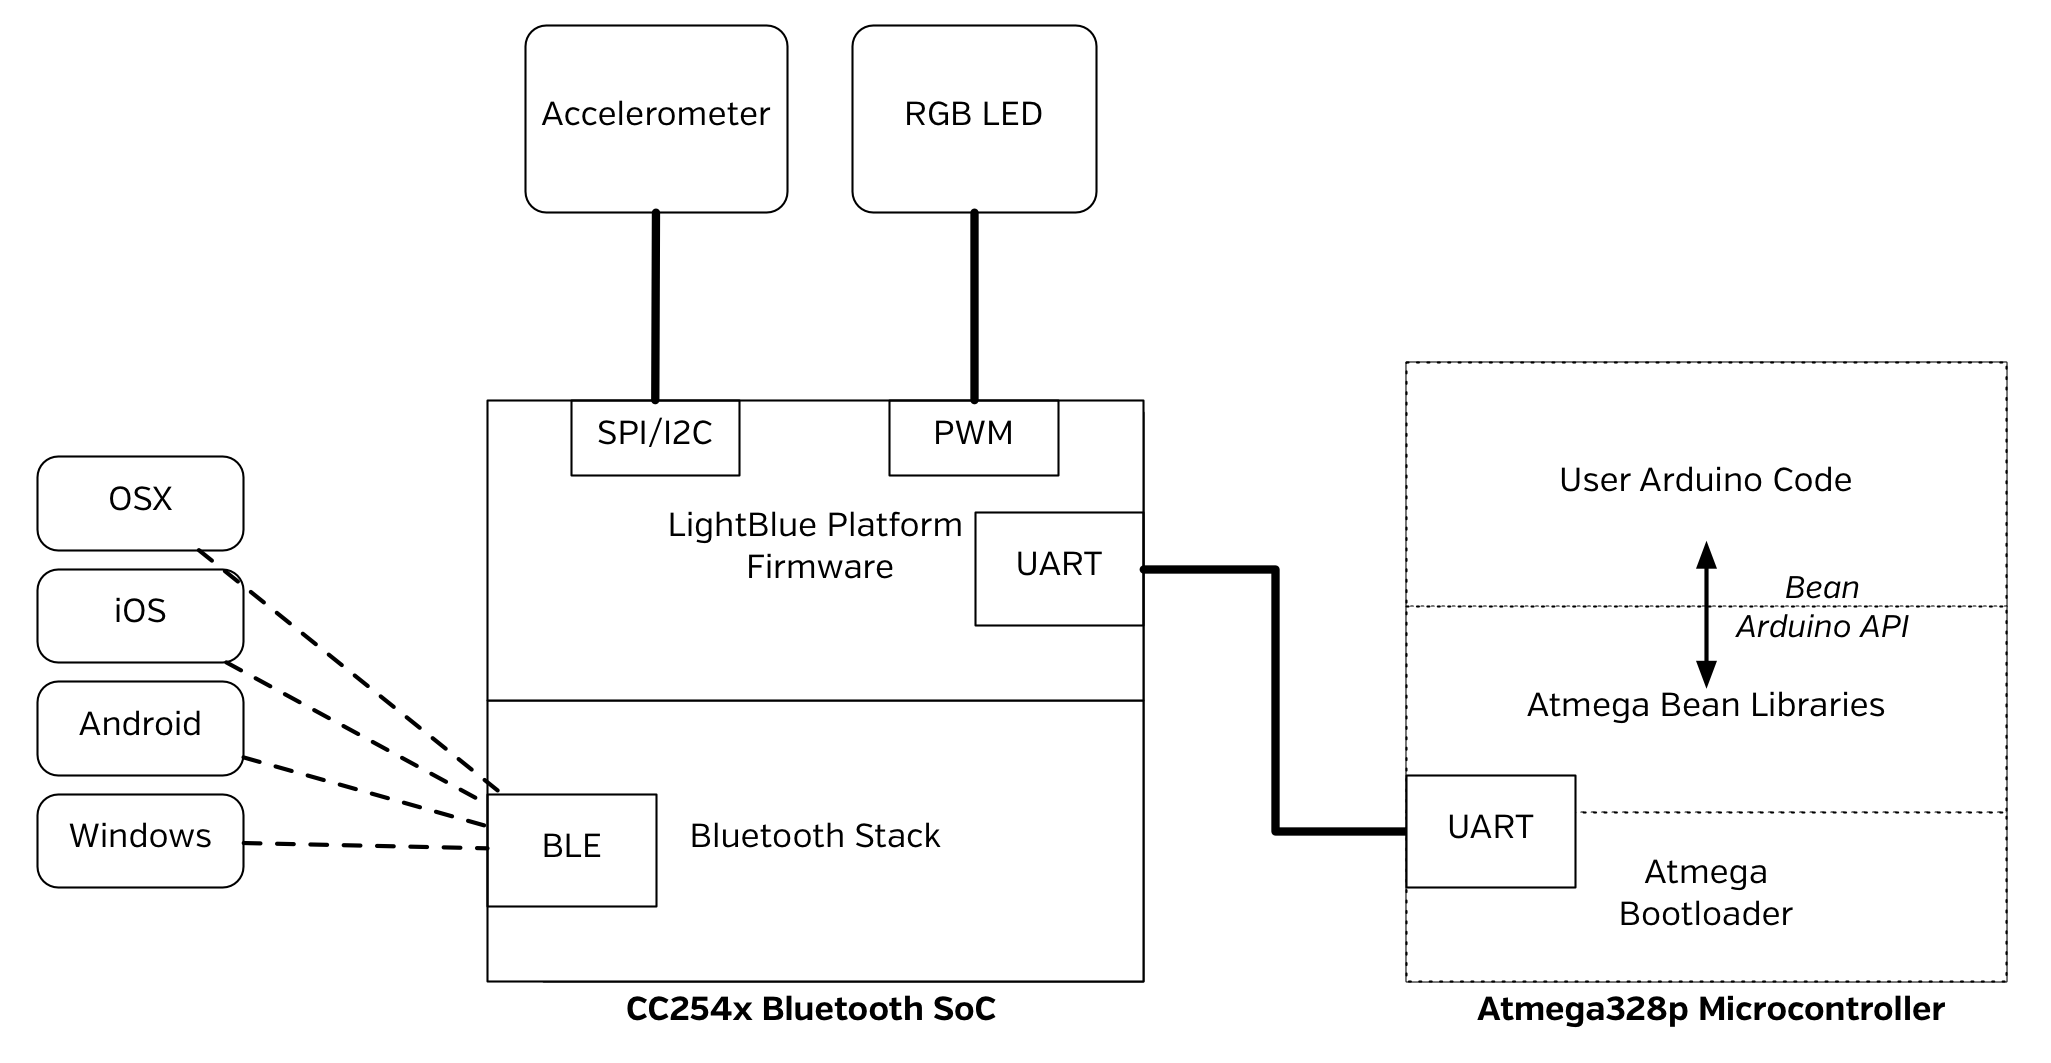 Accelerometer
RGB LED
SPI/I2C
PWM
OSX
iOS
Android
Windows
LightBlue Platform
Firmware
UART
BLE
Bluetooth Stack
CC254x Bluetooth SoC
User Arduino Code
Bean
Arduino API
Atmega Bean Libraries
UART
Atmega
Bootloader
Atmega328p Microcontroller